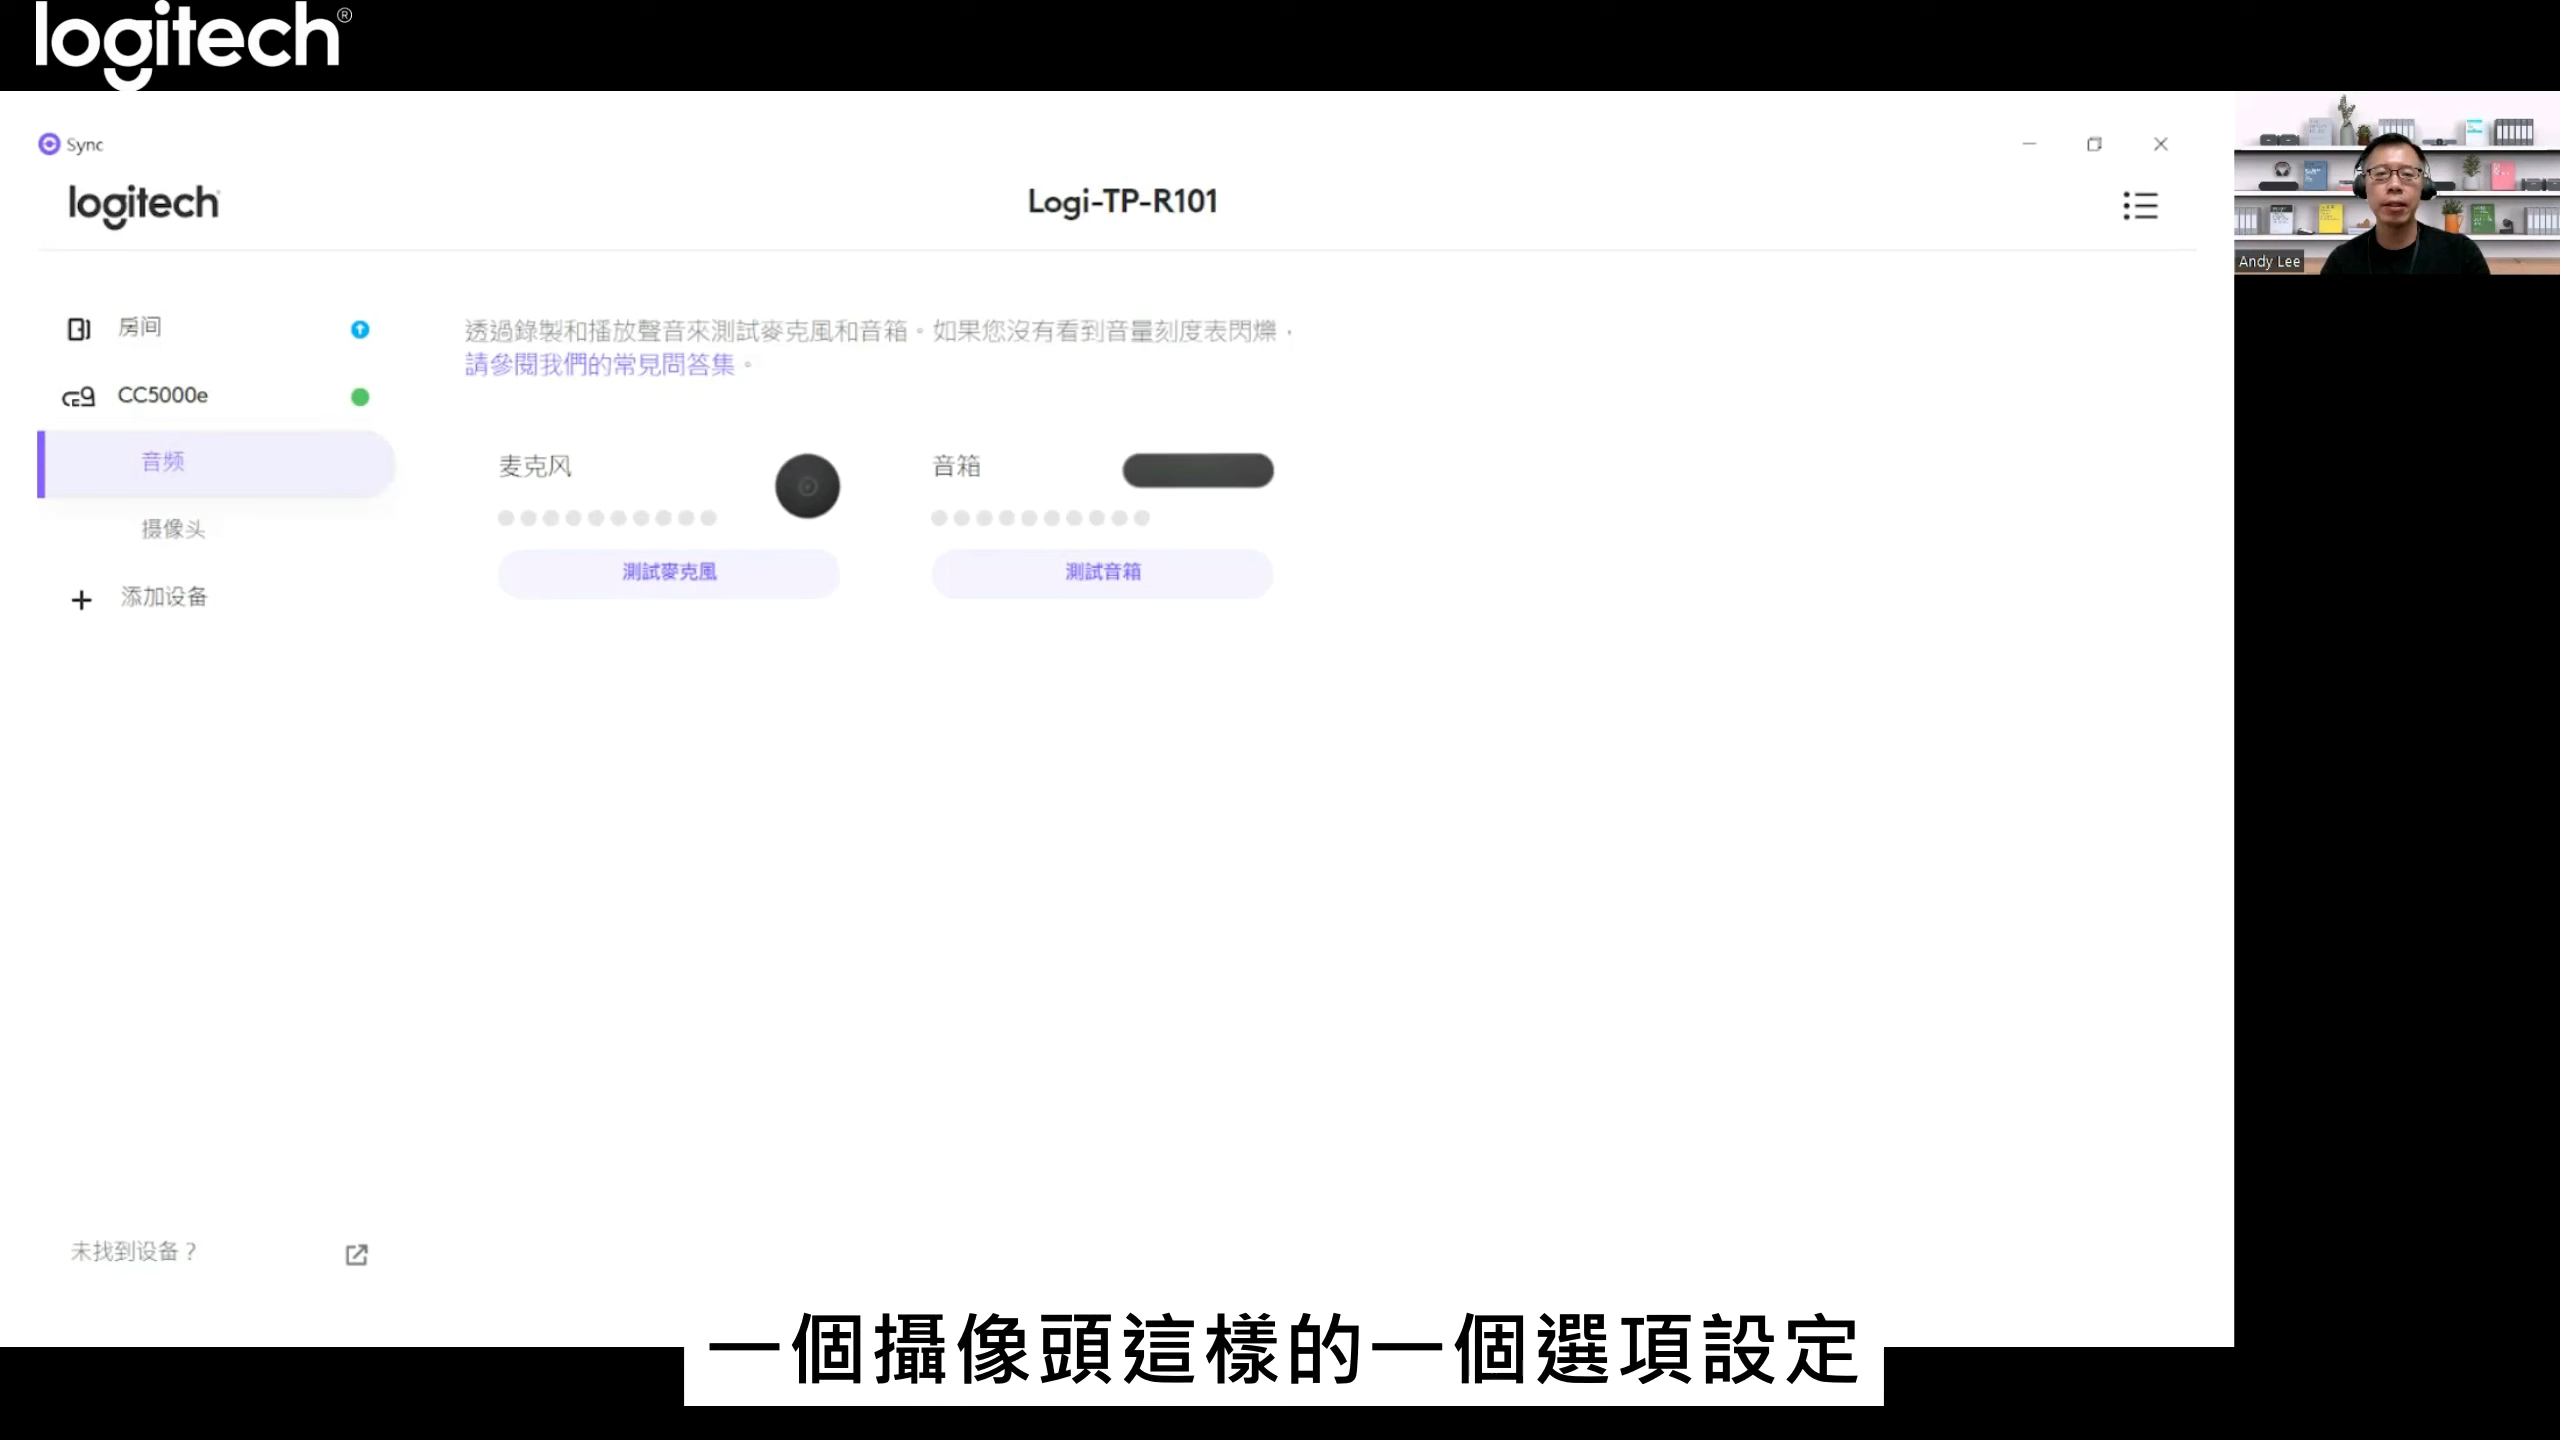 logitech®
Sync
logitech
Logi-TP-R101
Andy Lee
房间
CC5000e
音频
摄像头
添加设备
透過錄製和播放聲音來測試麥克風和音箱。如果您沒有看到音量刻度表閃爍，
請參閱我們的常見問答集。
麦克风
音箱
測試麥克風
測試音箱
未找到设备？
一個攝像頭這樣的一個選項設定